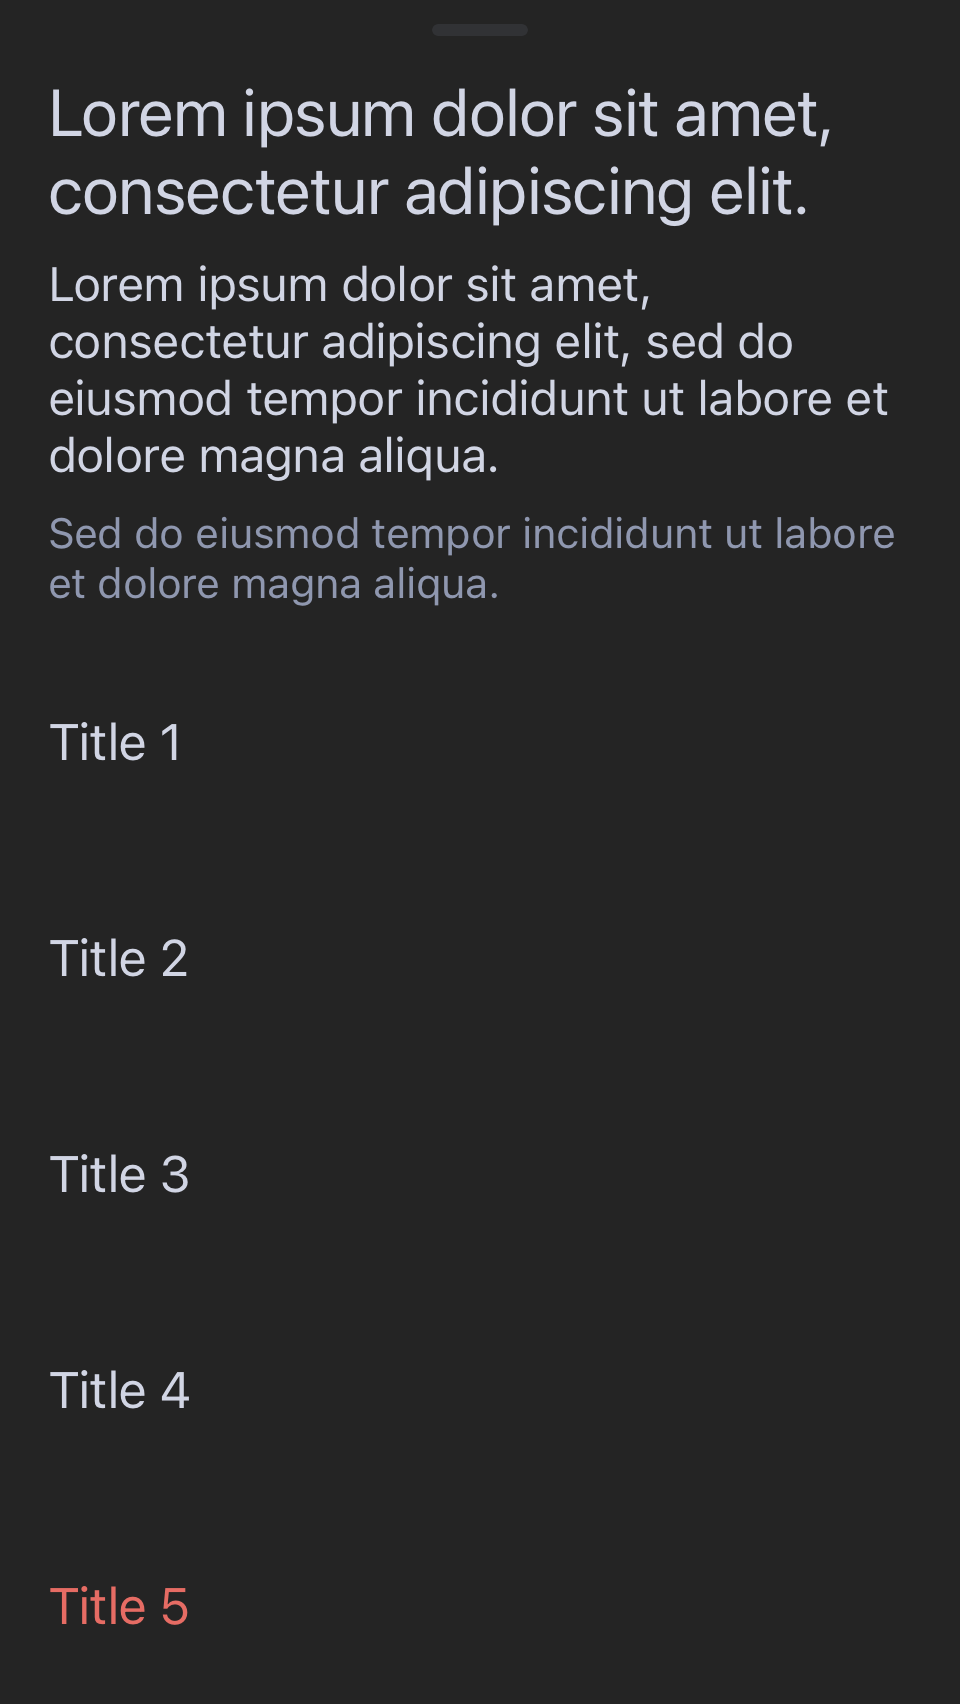 Lorem ipsum dolor sit amet,
consectetur adipiscing elit.
Lorem ipsum dolor sit amet,
consectetur adipiscing elit, sed do
eiusmod tempor incididunt ut labore et
dolore magna aliqua.
Sed do eiusmod tempor incididunt ut labore
et dolore magna aliqua.
Title 1
Title 2
Title 3
Title 4
Title 5